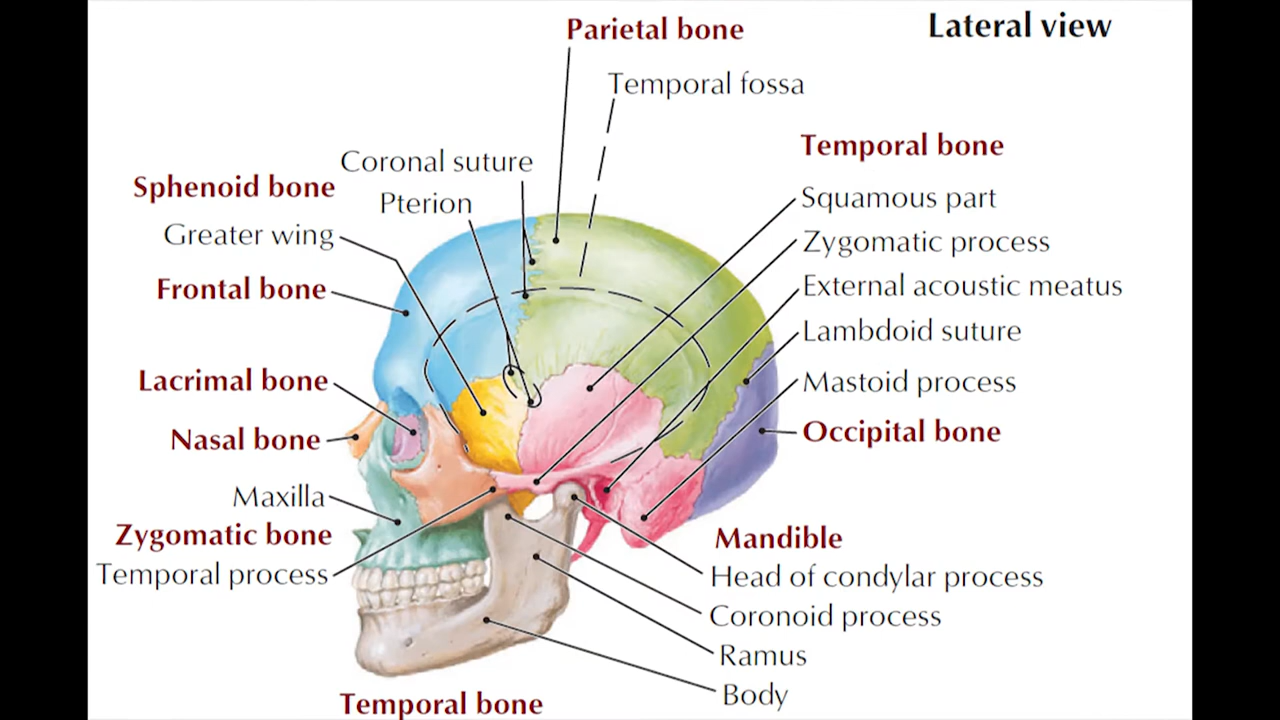 Parietal bone
Lateral view
Temporal fossa
Temporal bone
Coronal suture
Sphenoid bone
Pterion
Squamous part
Greater wing
Zygomatic process
Frontal bone
External acoustic meatus
Lambdoid suture
Lacrimal bone
Mastoid process
Nasal bone
Occipital bone
Maxilla
Zygomatic bone
Mandible
Temporal process
Head of condylar process
Coronoid process
Ramus
Body
Temporal bone